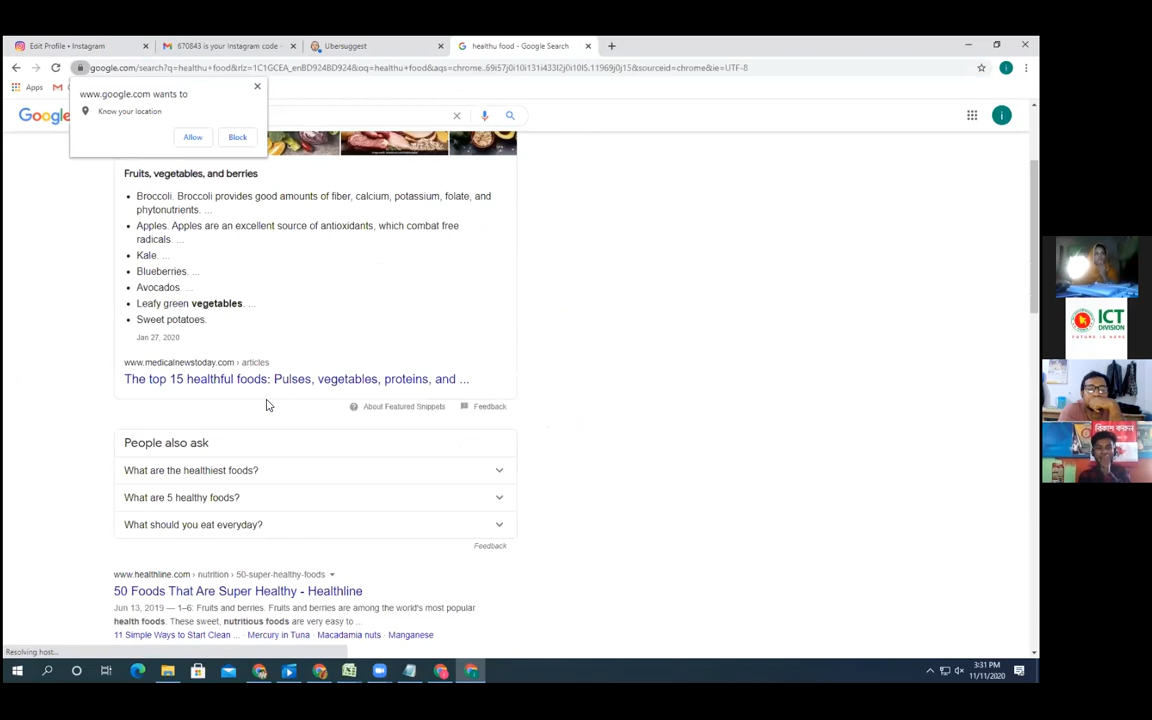 Edit Profile • Instagram
670843 is your Instagram code -
Ubersuggest
healthu food - Google Search
google.com/search?q=healthu+food&rlz=1C1GCEA_enBD924BD924&oq=healthu+food&aqs=chrome..69i57j0i10i131i433l2j0i10l5.11969j0j15&sourceid=chrome&ie=UTF-8
Apps
www.google.com wants to
Know your location
Allow
Block
Google
i
Fruits, vegetables, and berries
• Broccoli. Broccoli provides good amounts of fiber, calcium, potassium, folate, and
phytonutrients. ...
• Apples. Apples are an excellent source of antioxidants, which combat free
radicals. ...
• Kale. ...
• Blueberries. ...
• Avocados. ...
• Leafy green vegetables. ...
• Sweet potatoes.
Jan 27, 2020
www.medicalnewstoday.com › articles
The top 15 healthful foods: Pulses, vegetables, proteins, and ...
About Featured Snippets
Feedback
People also ask
What are the healthiest foods?
What are 5 healthy foods?
What should you eat everyday?
Feedback
www.healthline.com › nutrition › 50-super-healthy-foods
50 Foods That Are Super Healthy - Healthline
Jun 13, 2019 — 1–6: Fruits and berries. Fruits and berries are among the world's most popular
health foods. These sweet, nutritious foods are very easy to ...
11 Simple Ways to Start Clean ... · Mercury in Tuna · Macadamia nuts · Manganese
Resolving host...
3:31 PM
11/11/2020
ICT
DIVISION
FUTURE IS HERE
বিকাশ করুন